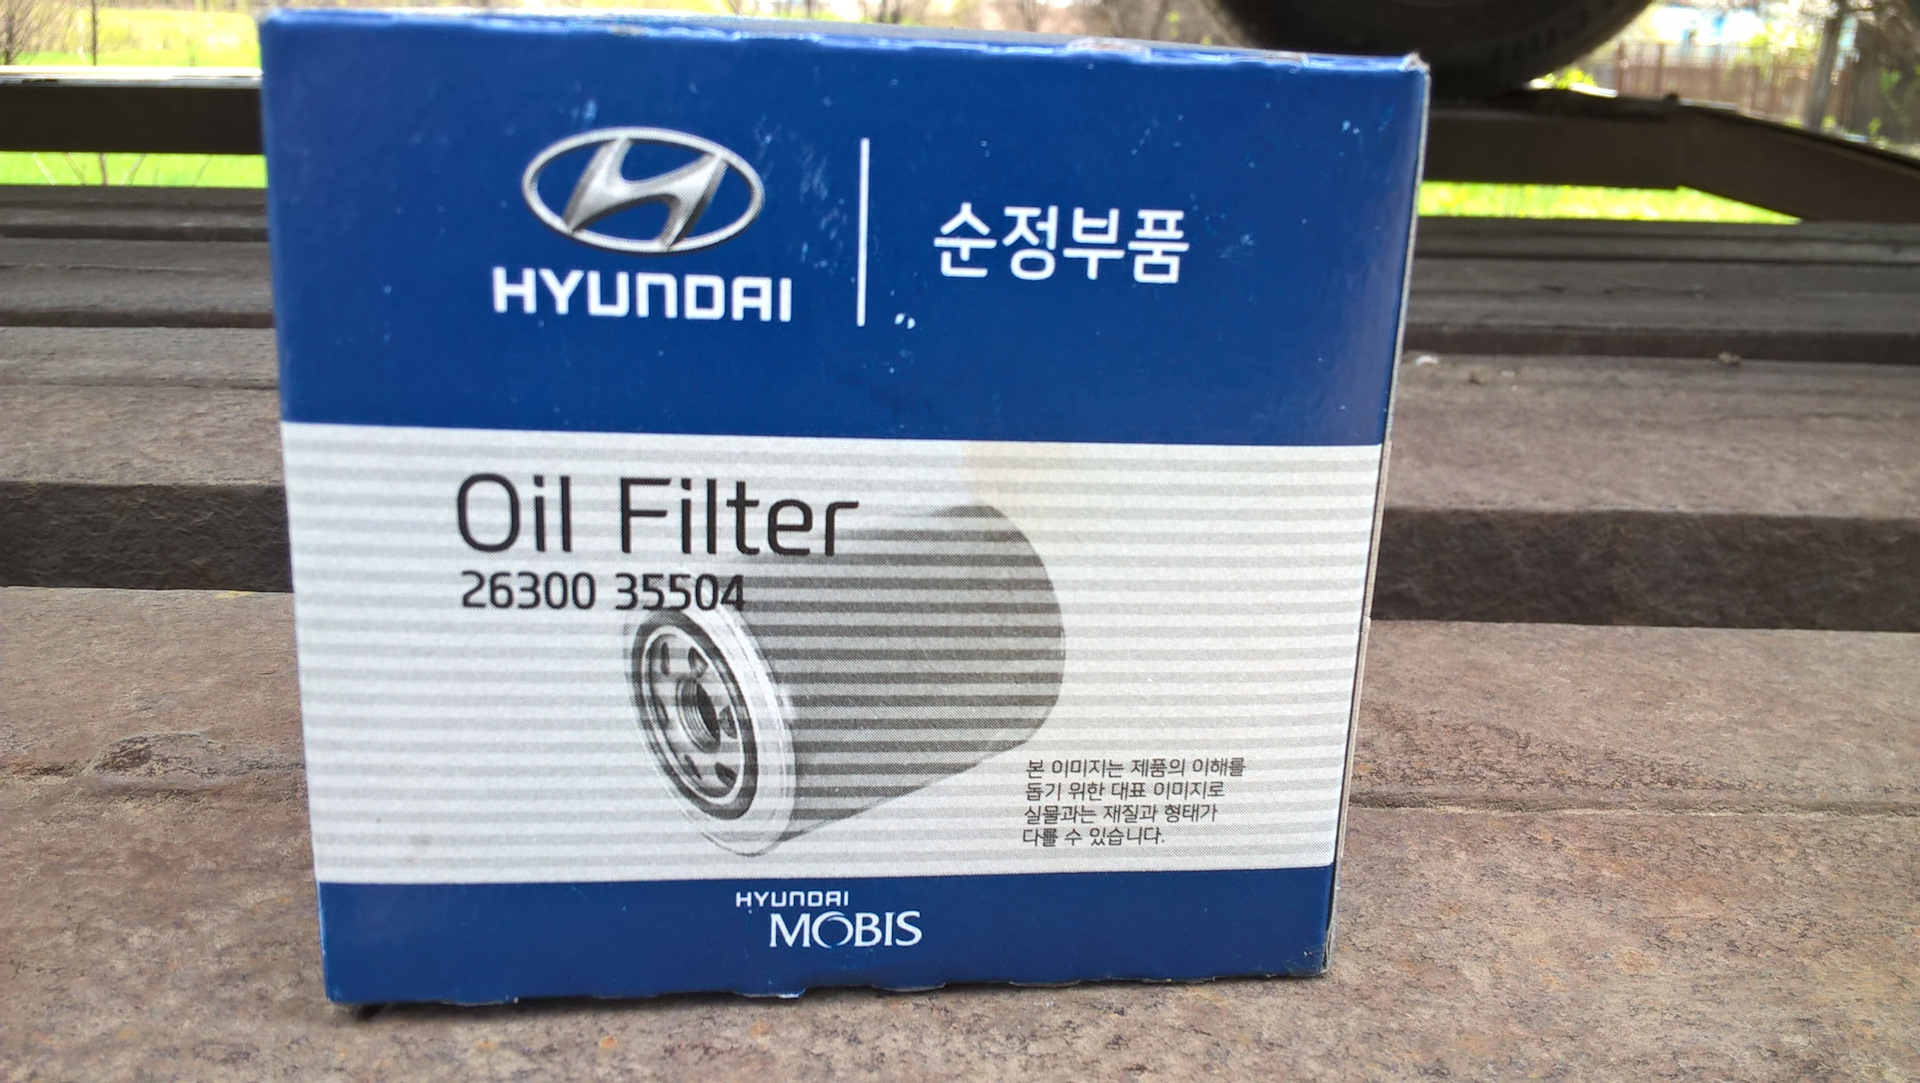 HYUNDAI
순정부품
Oil Filter
26300 35504
본 이미지는 제품의 이해를
돕기 위한 대표 이미지로
실물과는 재질과 형태가
다를 수 있습니다.
HYUNDAI
MOBIS